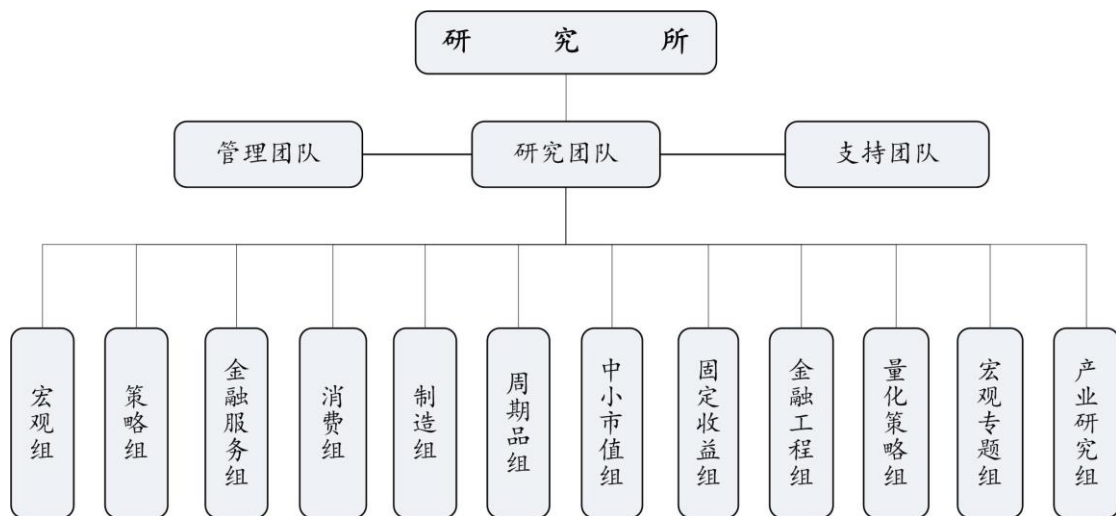 研 究 所
管理团队
研究团队
支持团队
宏观组
策略组
金融服务组
消费组
制造组
周期品组
中小市值组
固定收益组
金融工程组
量化策略组
宏观专题组
产业研究组